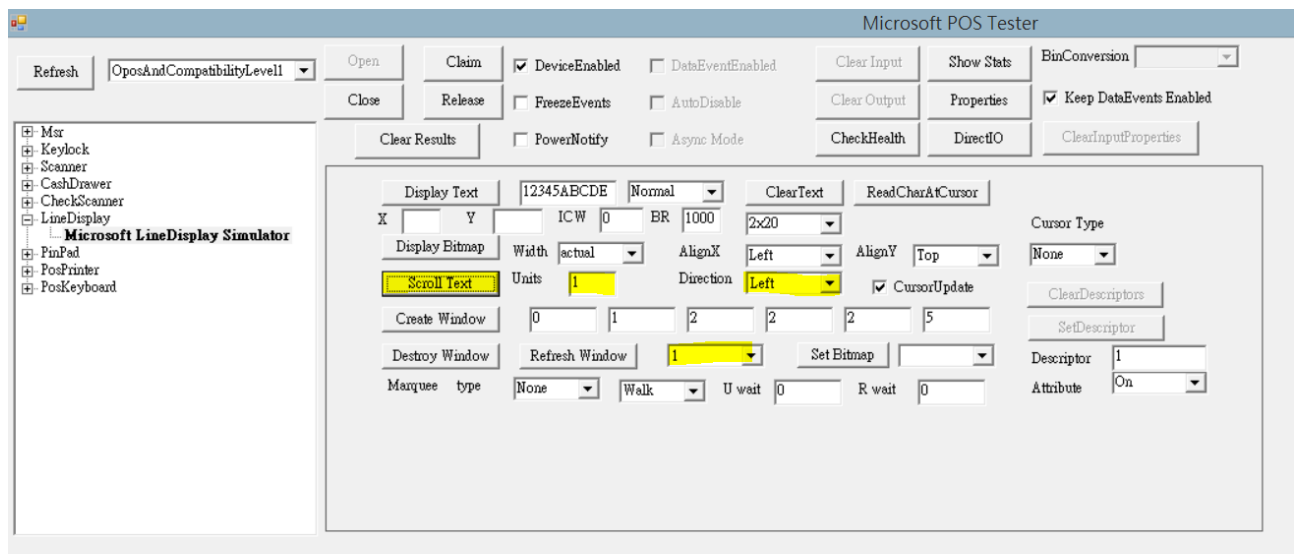 Microsoft POS Tester
Refresh OposAndCompatibilityLevel1 Open Claim DeviceEnabled DataEventEnabled Clear Input Show Stats BinConversion
Close Release FreezeEvents AutoDisable Clear Output Properties Keep DataEvents Enabled
Clear Results PowerNotify Async Mode CheckHealth DirectIO ClearInputProperties
Msr
Keylock
Scanner
CashDrawer
CheckScanner
LineDisplay
Microsoft LineDisplay Simulator
PinPad
PosPrinter
PosKeyboard
Display Text 12345ABCDE Normal ClearText ReadCharAtCursor
X Y ICW 0 BR 1000 2x20 Cursor Type
Display Bitmap Width actual AlignX Left AlignY Top None
Scroll Text Units 1 Direction Left CursorUpdate ClearDescriptors
Create Window 0 1 2 2 2 5 SetDescriptor
Destroy Window Refresh Window 1 Set Bitmap Descriptor 1
Marquee type None Walk U wait 0 R wait 0 Attribute On